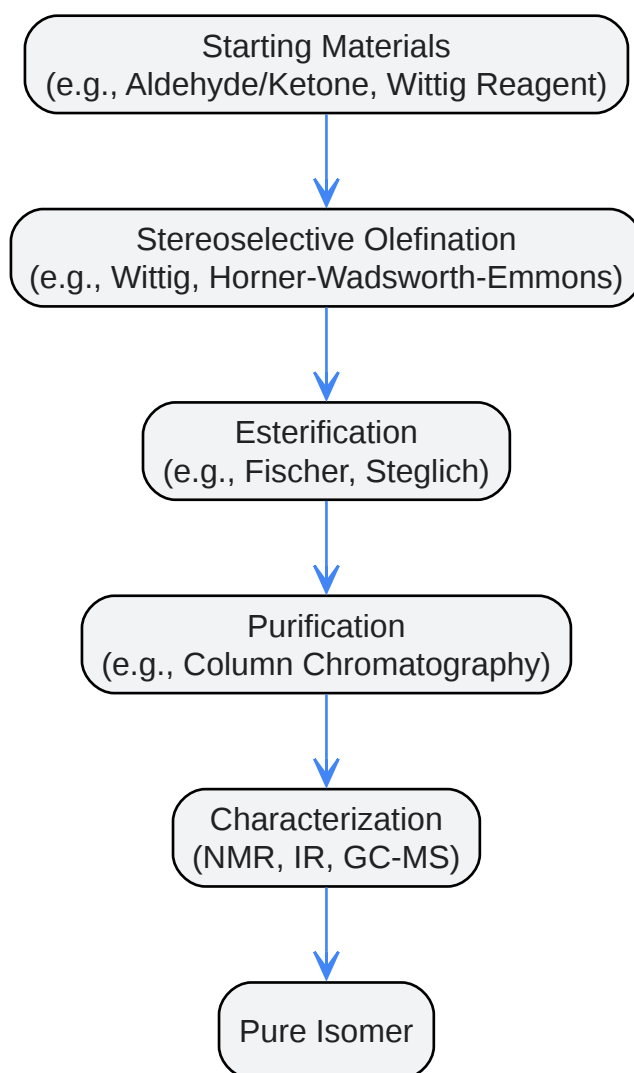 Starting Materials
(e.g., Aldehyde/Ketone, Wittig Reagent)
Stereoselective Olefination
(e.g., Wittig, Horner-Wadsworth-Emmons)
Esterification
(e.g., Fischer, Steglich)
Purification
(e.g., Column Chromatography)
Characterization
(NMR, IR, GC-MS)
Pure Isomer